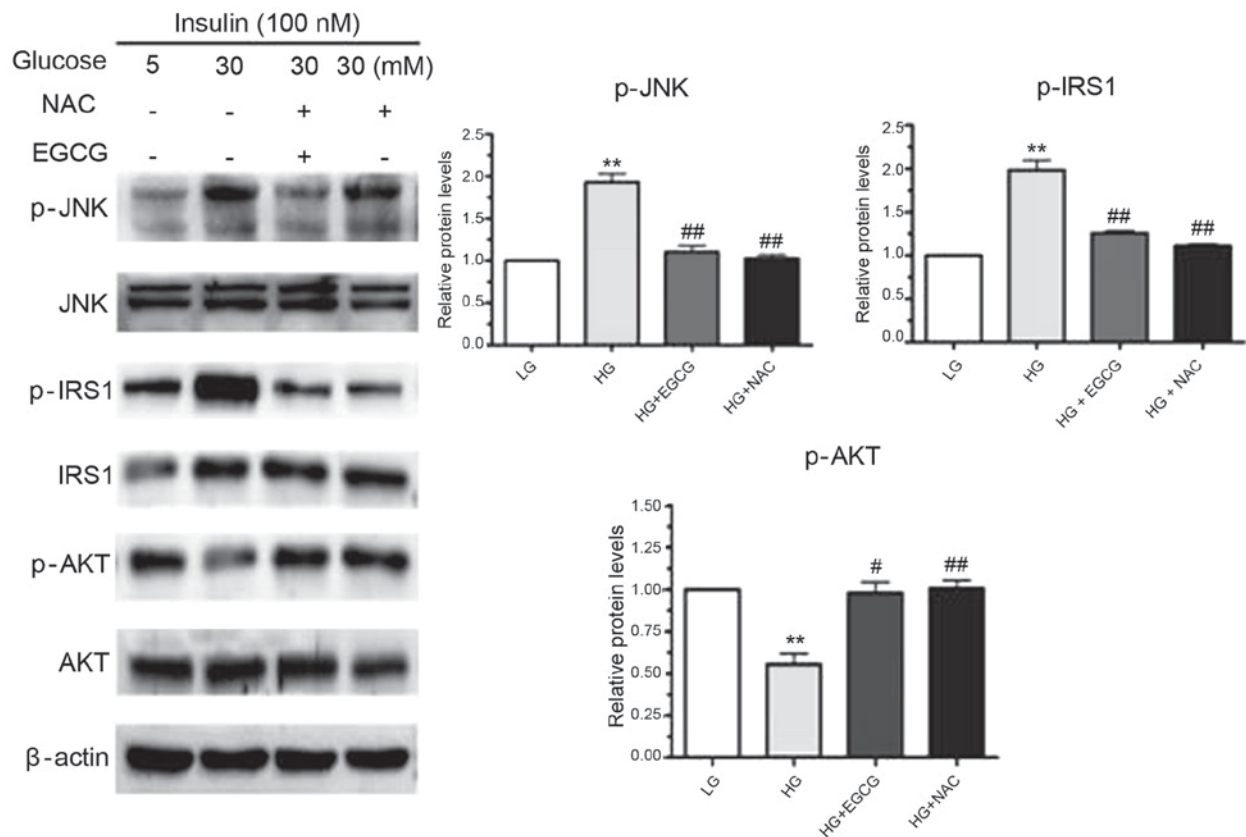 Insulin (100 nM)
Glucose 5 30 30 30 (mM)
NAC - - + +
EGCG - - + -
p-JNK
JNK
p-IRS1
IRS1
p-AKT
AKT
β-actin
p-JNK
Relative protein levels
2.5
2.0
1.5
1.0
0.5
0.0
**
##
##
LG
HG
HG+EGCG
HG+NAC
p-IRS1
Relative protein levels
2.5
2.0
1.5
1.0
0.5
0.0
**
##
##
LG
HG
HG + EGCG
HG + NAC
p-AKT
Relative protein levels
1.50
1.25
1.00
0.75
0.50
0.25
0.00
**
#
##
LG
HG
HG+EGCG
HG+NAC